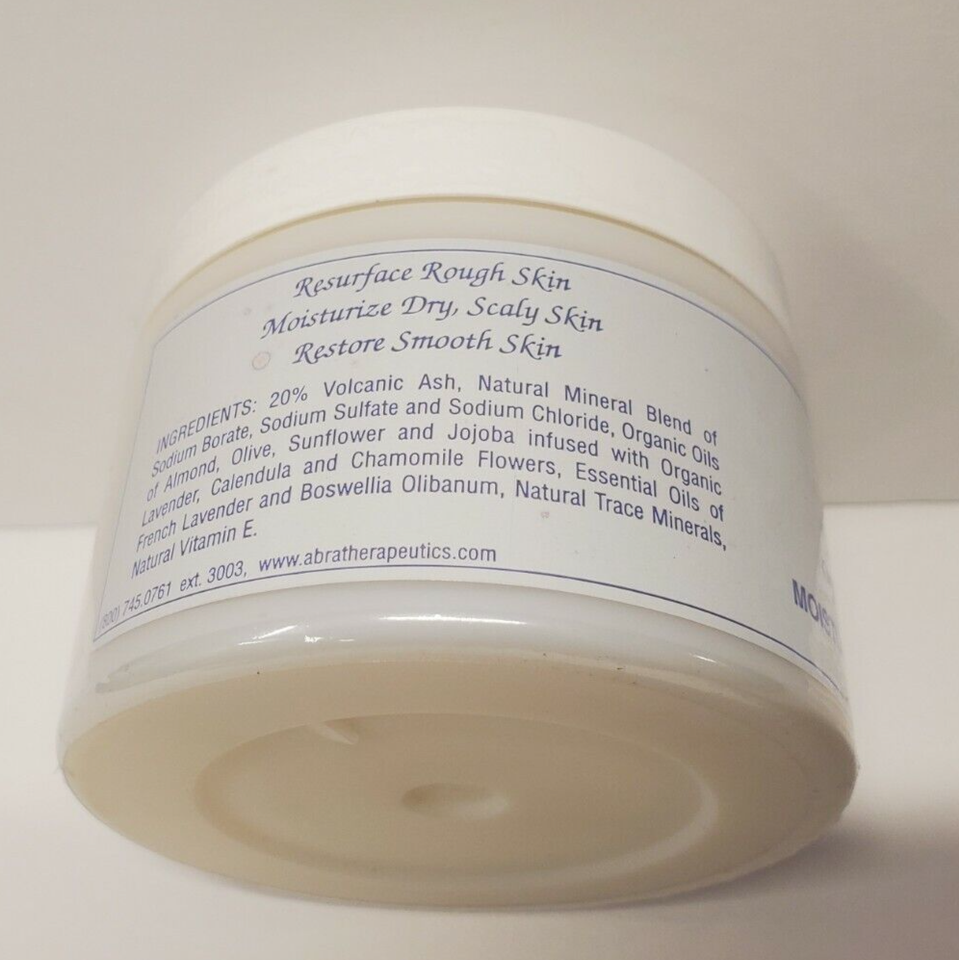 Resurface Rough Skin
Moisturize Dry, Scaly Skin
Restore Smooth Skin
INGREDIENTS: 20% Volcanic Ash, Natural Mineral Blend of
Sodium Borate, Sodium Sulfate and Sodium Chloride, Organic Oils
of Almond, Olive, Sunflower and Jojoba infused with Organic
Lavender, Calendula and Chamomile Flowers, Essential Oils of
French Lavender and Boswellia Olibanum, Natural Trace Minerals,
Natural Vitamin E.
(800) 745.0761 ext. 3003, www.abratherapeutics.com